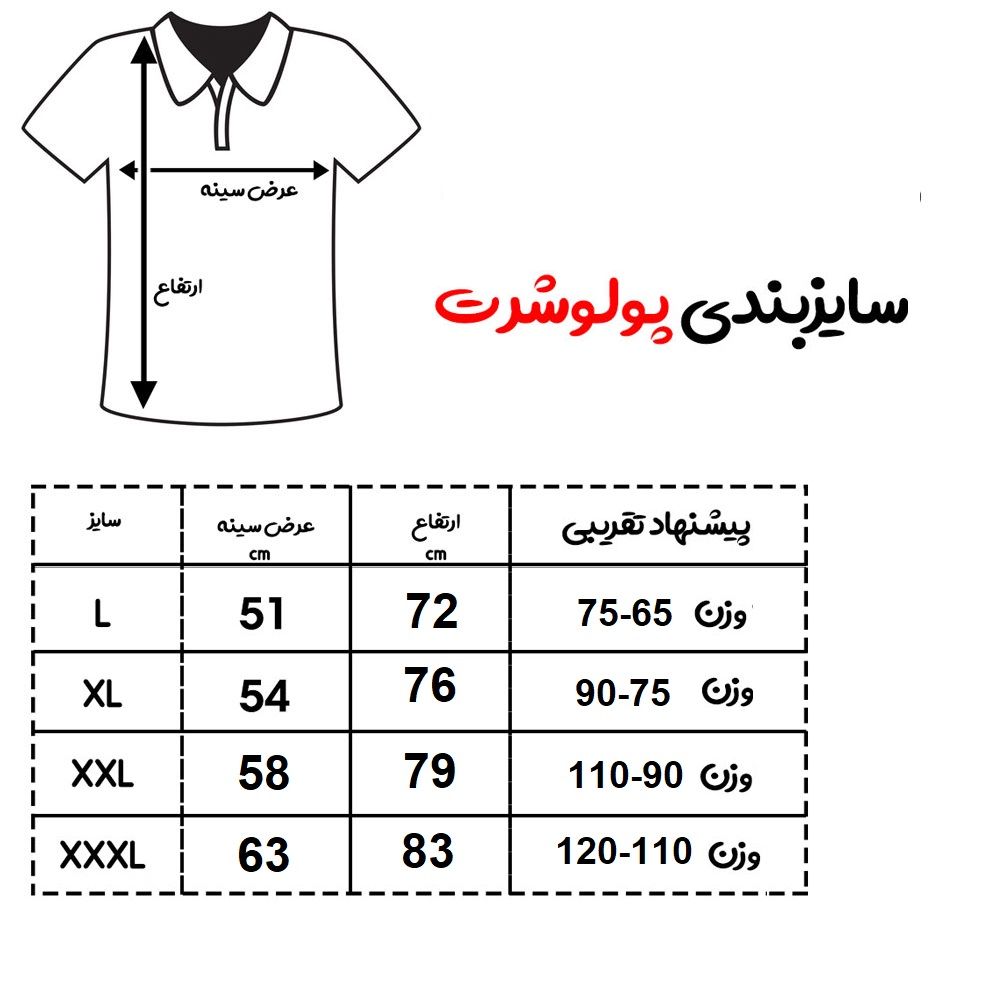 عرض سینه
ارتفاع
سایزبندی پولوشرت
سایز عرض سینه cm ارتفاع cm پیشنهاد تقریبی
L 51 72 وزن 75-65
XL 54 76 وزن 90-75
XXL 58 79 وزن 110-90
XXXL 63 83 وزن 120-110